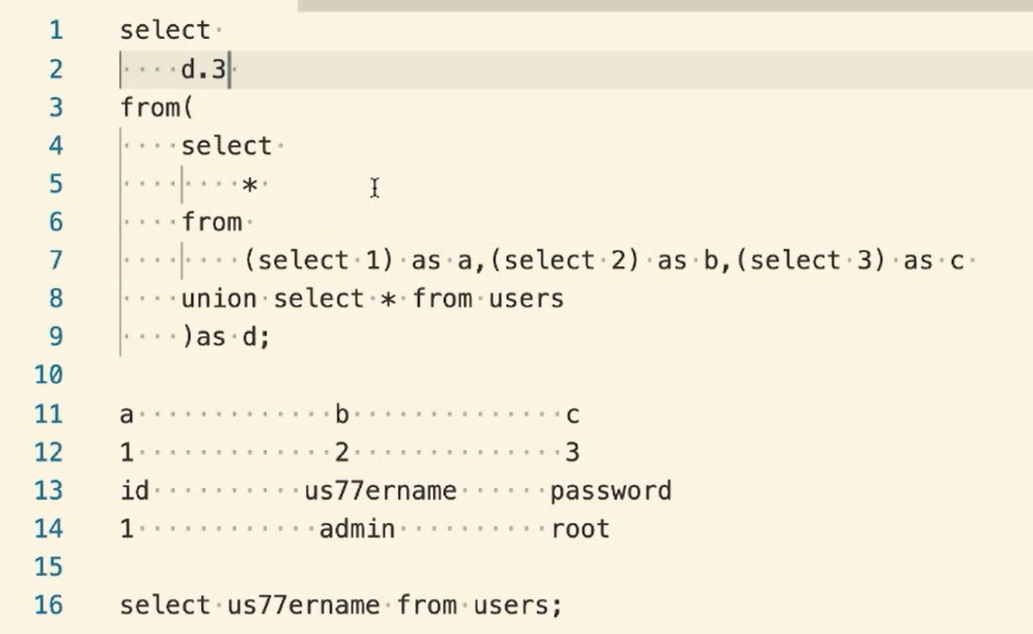 1 select
2 d.3
3 from(
4 select
5 *
6 from
7 (select 1) as a,(select 2) as b,(select 3) as c
8 union select * from users
9 )as d;
10
11 a b c
12 1 2 3
13 id us77ername password
14 1 admin root
15
16 select us77ername from users;